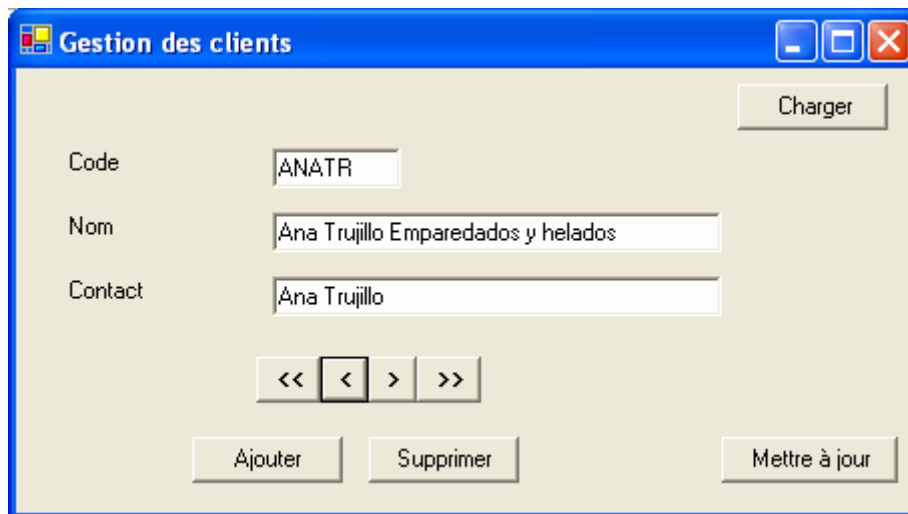 Gestion des clients
Charger
Code ANATR
Nom Ana Trujillo Emparedados y helados
Contact Ana Trujillo
<< < > >>
Ajouter Supprimer Mettre à jour